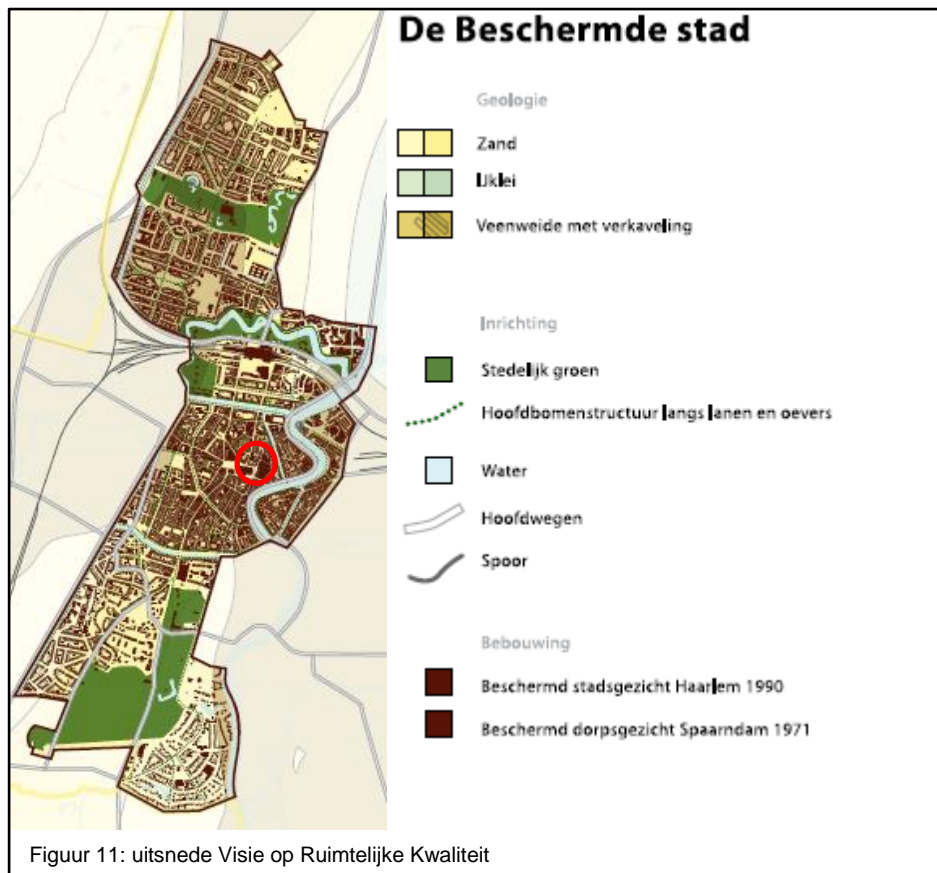 De Beschermde stad
Geologie
Zand
IJklei
Veenweide met verkaveling
Inrichting
Stedelijk groen
Hoofdbomenstructuur langs lanen en oevers
Water
Hoofdwegen
Spoor
Bebouwing
Beschermd stadsgezicht Haarlem 1990
Beschermd dorpsgezicht Spaarndam 1971
Figuur 11: uitsnede Visie op Ruimtelijke Kwaliteit